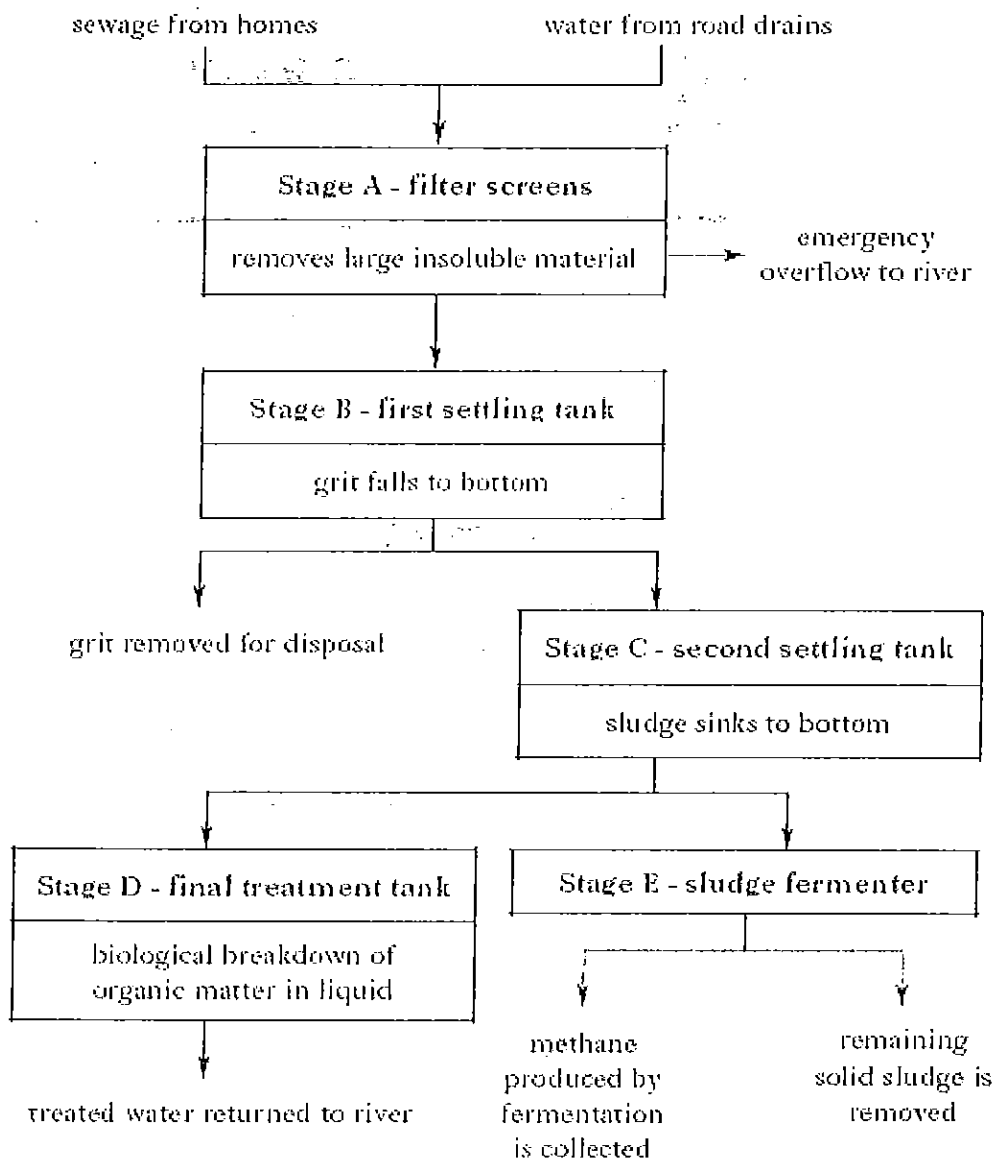 sewage from homes
water from road drains
Stage A - filter screens
removes large insoluble material
emergency
overflow to river
Stage B - first settling tank
grit falls to bottom
grit removed for disposal
Stage C - second settling tank
sludge sinks to bottom
Stage D - final treatment tank
biological breakdown of
organic matter in liquid
treated water returned to river
Stage E - sludge fermenter
methane
produced by
fermentation
is collected
remaining
solid sludge is
removed